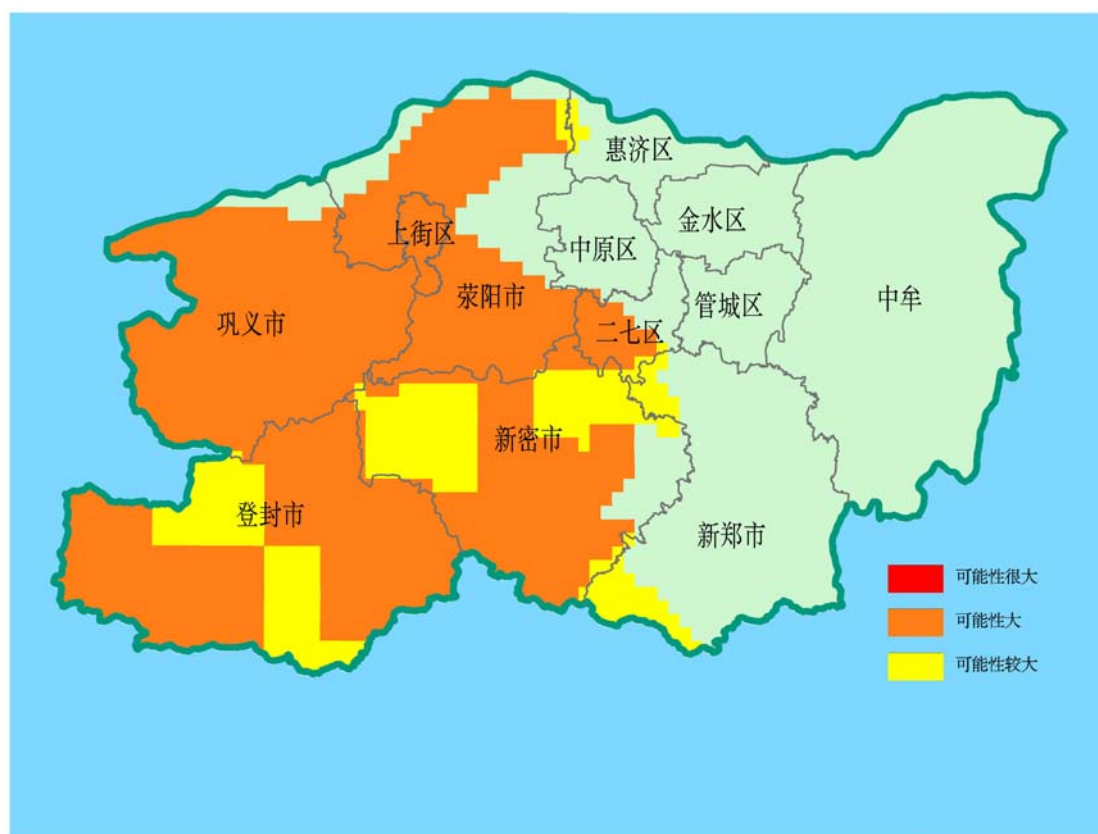 惠济区
金水区
上街区
中原区
荥阳市
管城区
中牟
巩义市
二七区
新密市
登封市
新郑市
可能性很大
可能性大
可能性较大